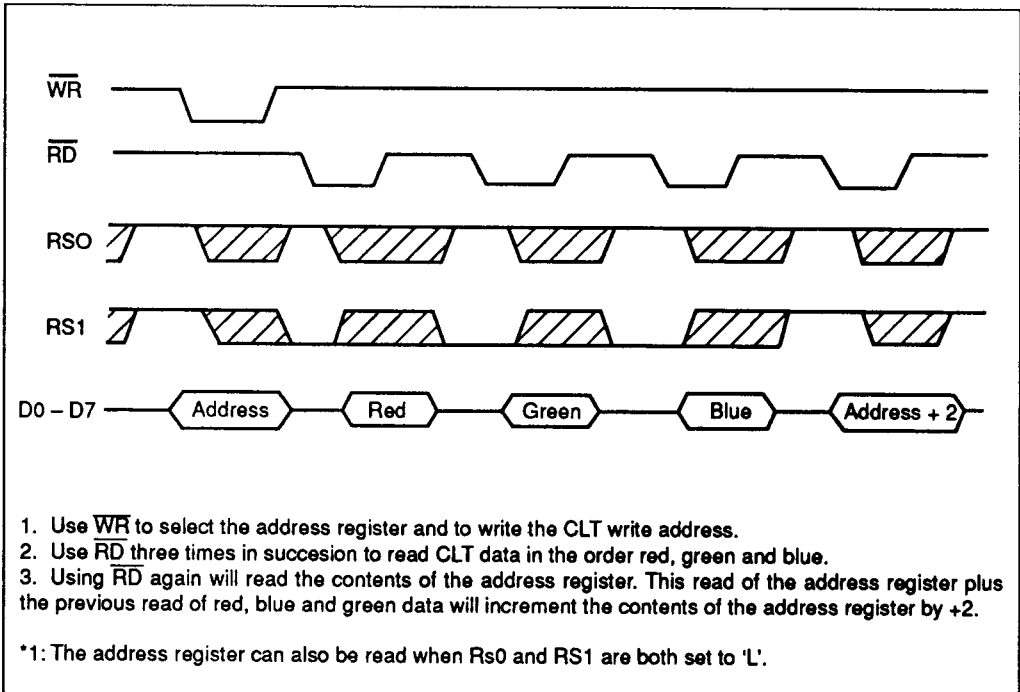 WR
RD
RSO
RS1
D0 – D7 Address Red Green Blue Address + 2
1. Use WR to select the address register and to write the CLT write address.
2. Use RD three times in succesion to read CLT data in the order red, green and blue.
3. Using RD again will read the contents of the address register. This read of the address register plus
the previous read of red, blue and green data will increment the contents of the address register by +2.
*1: The address register can also be read when Rs0 and RS1 are both set to 'L'.